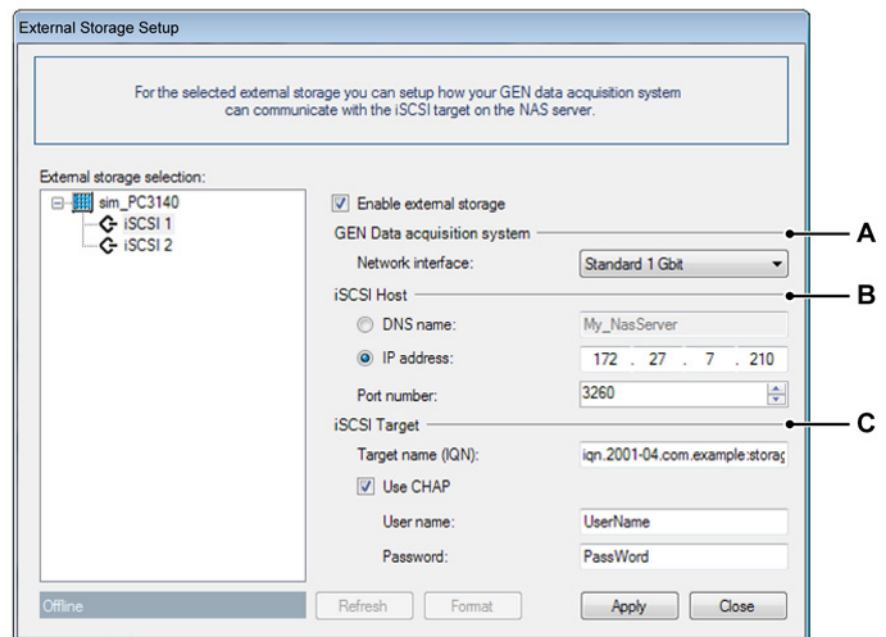 External Storage Setup
For the selected external storage you can setup how your GEN data acquisition system
can communicate with the iSCSI target on the NAS server.
External storage selection:
sim_PC3140
iSCSI 1
iSCSI 2
Enable external storage
GEN Data acquisition system
A
Network interface: Standard 1 Gbit
iSCSI Host
B
DNS name: My_NasServer
IP address: 172 . 27 . 7 . 210
Port number: 3260
iSCSI Target
C
Target name (IQN): iqn.2001-04.com.example:storag
Use CHAP
User name: UserName
Password: PassWord
Offline Refresh Format Apply Close